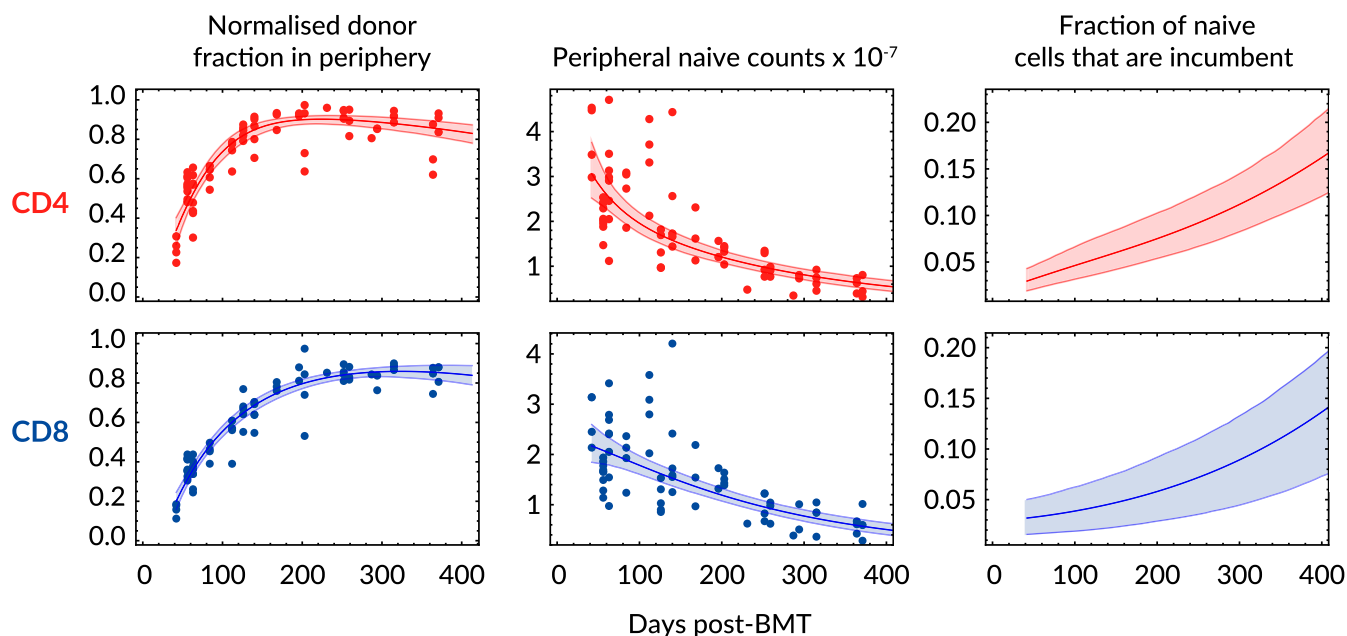 Normalised donor
fraction in periphery
Peripheral naive counts x 10⁻⁷
Fraction of naive
cells that are incumbent
CD4
1.0
0.8
0.6
0.4
0.2
0.0
4
3
2
1
0.20
0.15
0.10
0.05
CD8
1.0
0.8
0.6
0.4
0.2
0.0
4
3
2
1
0.20
0.15
0.10
0.05
0 100 200 300 400
0 100 200 300 400
0 100 200 300 400
Days post-BMT